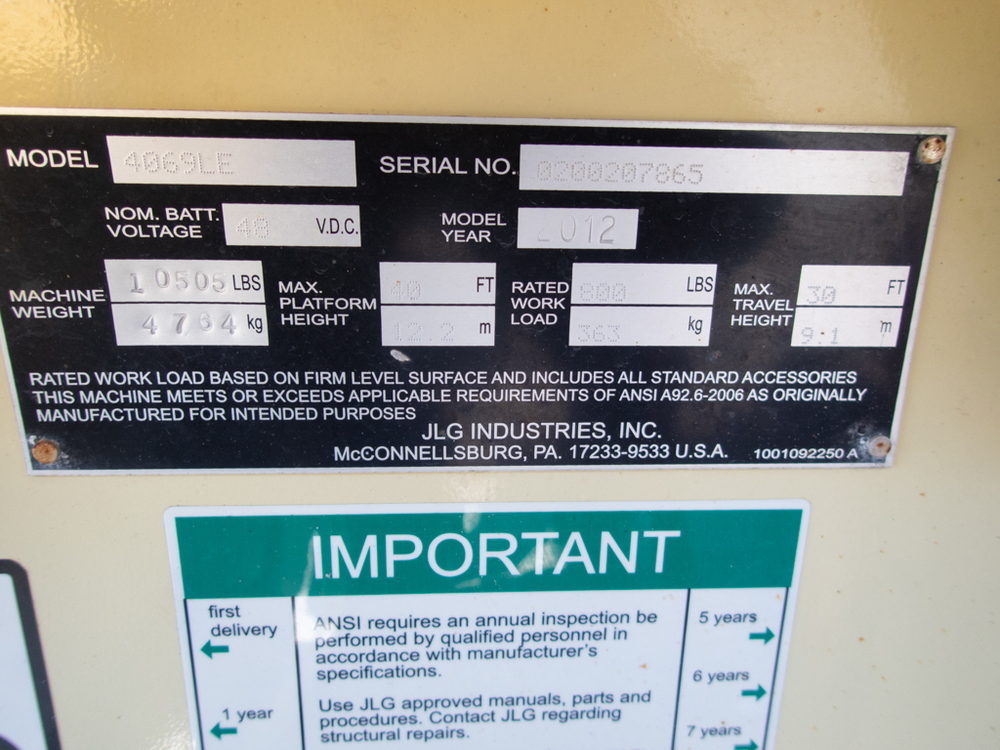 MODEL 4069LE SERIAL NO. 0200207865
NOM. BATT. VOLTAGE 48 V.D.C. MODEL YEAR 2012
MACHINE WEIGHT 10505 LBS 4764 kg
MAX. PLATFORM HEIGHT 40 FT 12.2 m
RATED WORK LOAD 800 LBS 363 kg
MAX. TRAVEL HEIGHT 30 FT 9.1 m
RATED WORK LOAD BASED ON FIRM LEVEL SURFACE AND INCLUDES ALL STANDARD ACCESSORIES
THIS MACHINE MEETS OR EXCEEDS APPLICABLE REQUIREMENTS OF ANSI A92.6-2006 AS ORIGINALLY
MANUFACTURED FOR INTENDED PURPOSES
JLG INDUSTRIES, INC.
McCONNELLSBURG, PA. 17233-9533 U.S.A. 1001092250 A
IMPORTANT
first
delivery
1 year
ANSI requires an annual inspection be
performed by qualified personnel in
accordance with manufacturer's
specifications.
Use JLG approved manuals, parts and
procedures. Contact JLG regarding
structural repairs.
5 years
6 years
7 years